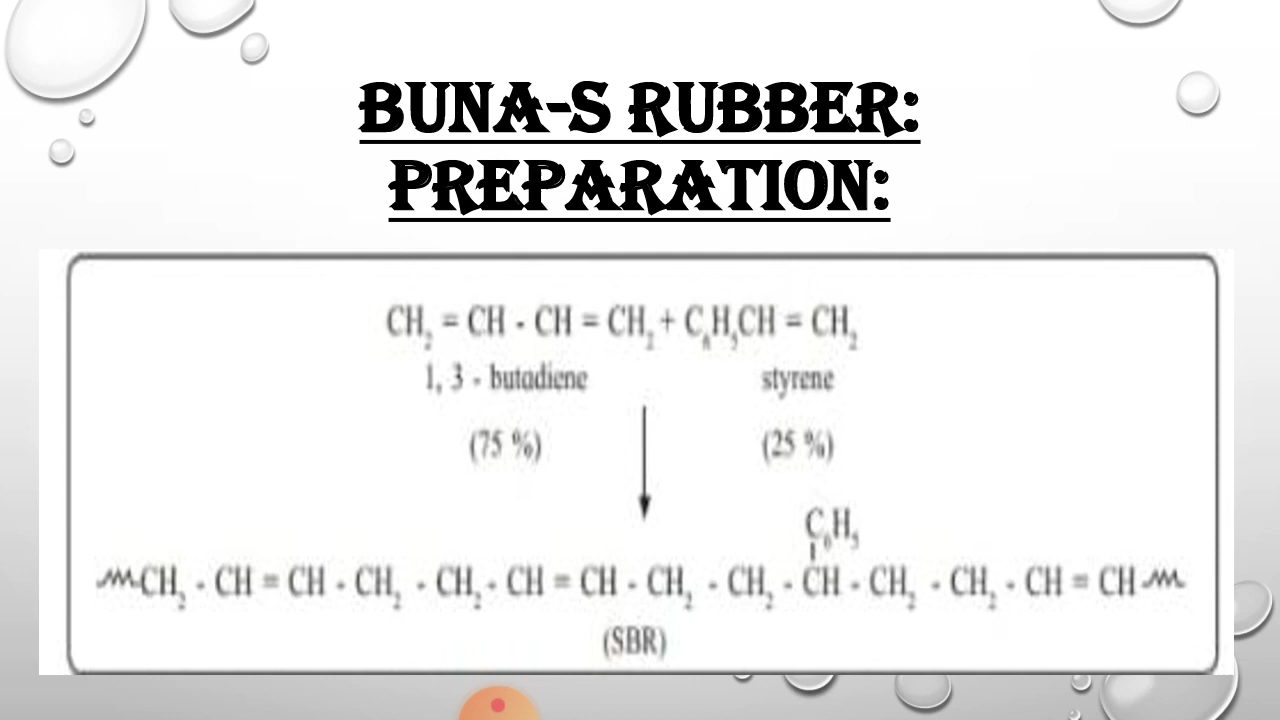 BUNA-S RUBBER:
PREPARATION:
CH₂ = CH - CH = CH₂ + C₆H₅CH = CH₂
1, 3 - butadiene styrene
(75 %) (25 %)
C₆H₅
CH₂ - CH = CH - CH₂ - CH₂ - CH = CH - CH₂ - CH₂ - CH - CH₂ - CH₂ - CH = CH
(SBR)